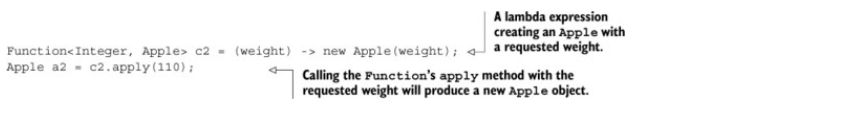 A lambda expression
creating an Apple with
a requested weight.
Function<Integer, Apple> c2 = (weight) -> new Apple(weight);
Apple a2 = c2.apply(110);
Calling the Function's apply method with the
requested weight will produce a new Apple object.